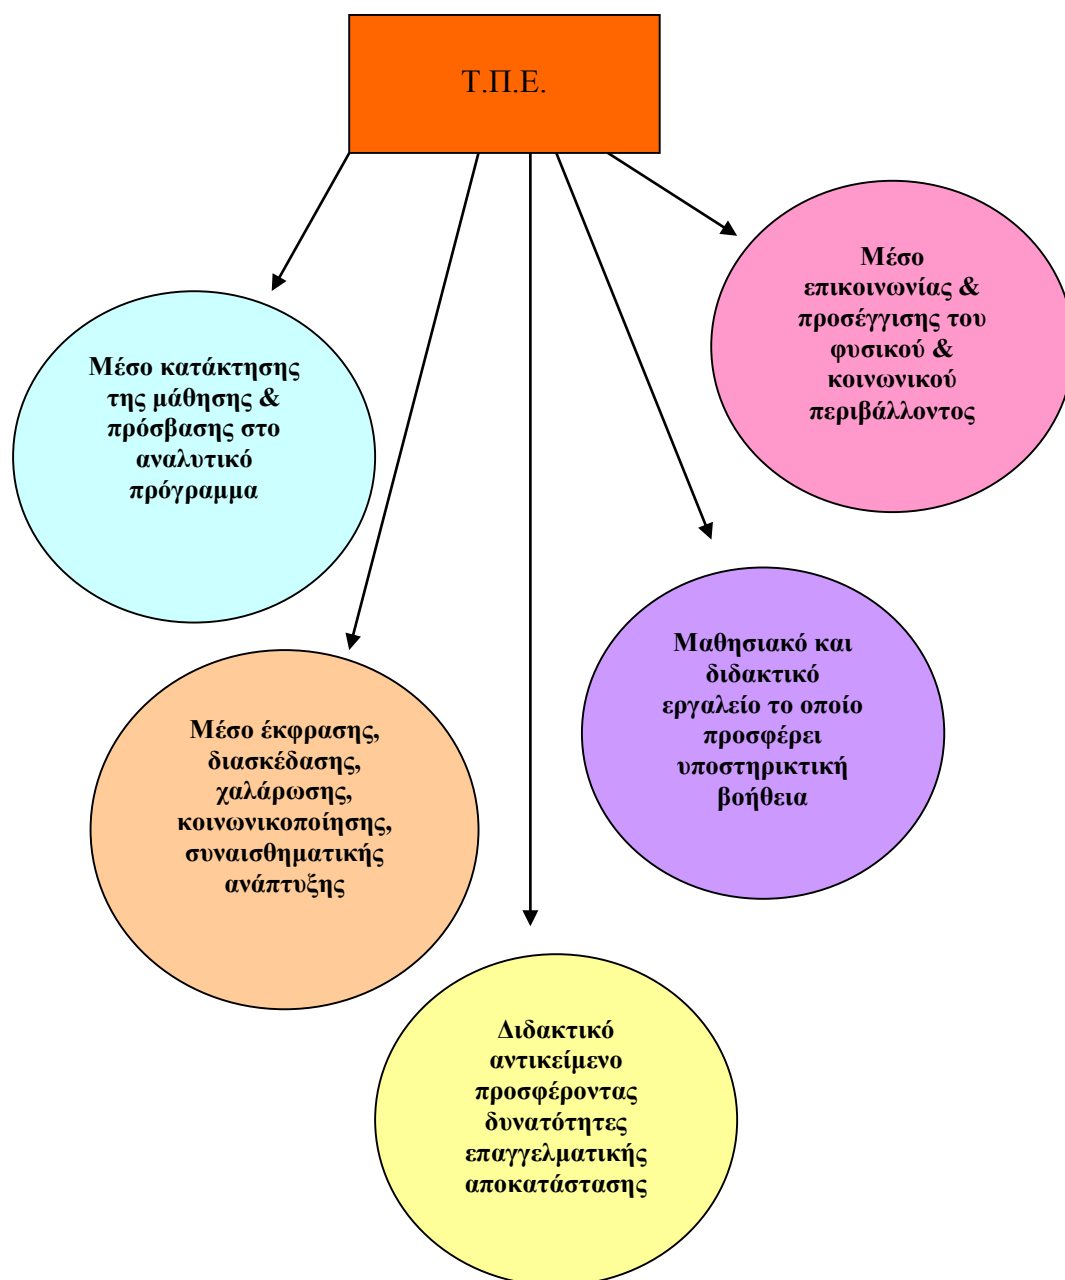 Τ.Π.Ε.
Μέσο
επικοινωνίας &
προσέγγισης του
φυσικού &
κοινωνικού
περιβάλλοντος
Μέσο κατάκτησης
της μάθησης &
πρόσβασης στο
αναλυτικό
πρόγραμμα
Μαθησιακό και
διδακτικό
εργαλείο το οποίο
προσφέρει
υποστηρικτική
βοήθεια
Μέσο έκφρασης,
διασκέδασης,
χαλάρωσης,
κοινωνικοποίησης,
συναισθηματικής
ανάπτυξης
Διδακτικό
αντικείμενο
προσφέροντας
δυνατότητες
επαγγελματικής
αποκατάστασης